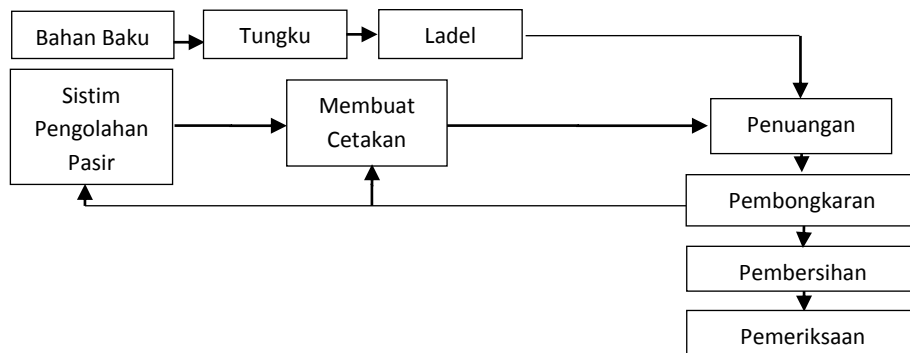 Bahan Baku
Tungku
Ladel
Sistim
Pengolahan
Pasir
Membuat
Cetakan
Penuangan
Pembongkaran
Pembersihan
Pemeriksaan